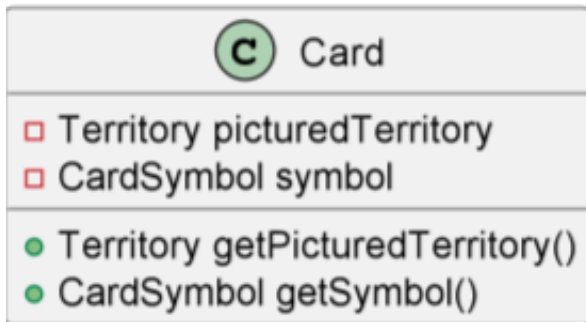 C Card
Territory picturedTerritory
CardSymbol symbol
Territory getPicturedTerritory()
CardSymbol getSymbol()